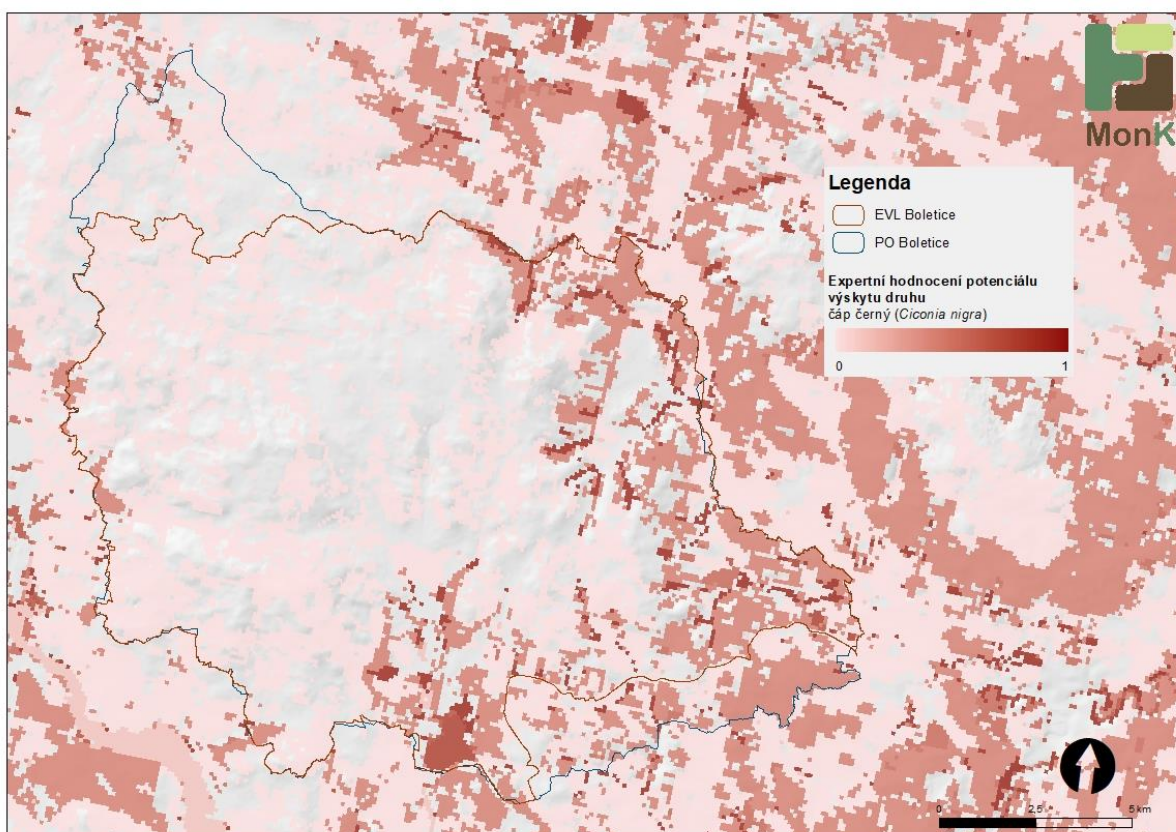 MonK
Legenda
EVL Boletice
PO Boletice
Expertní hodnocení potenciálu
výskytu druhu
čáp černý (Ciconia nigra)
0 1
0 2.5 5 km